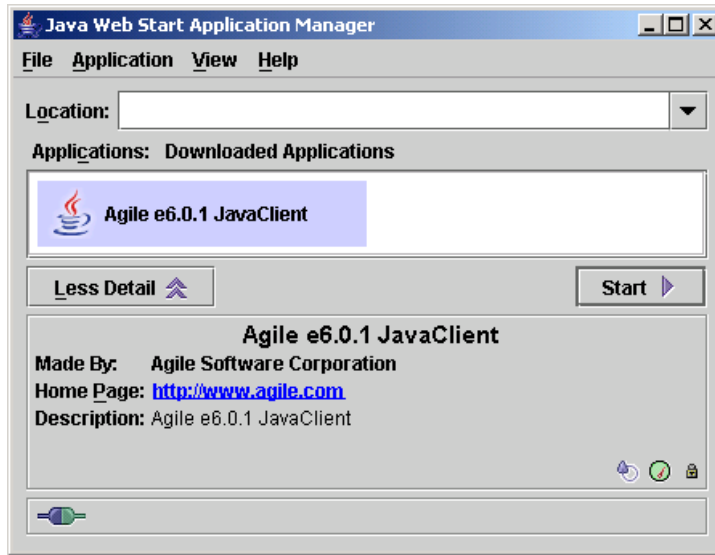 Java Web Start Application Manager
File Application View Help
Location:
Applications: Downloaded Applications
Agile e6.0.1 JavaClient
Less Detail Start
Agile e6.0.1 JavaClient
Made By: Agile Software Corporation
Home Page: http://www.agile.com
Description: Agile e6.0.1 JavaClient